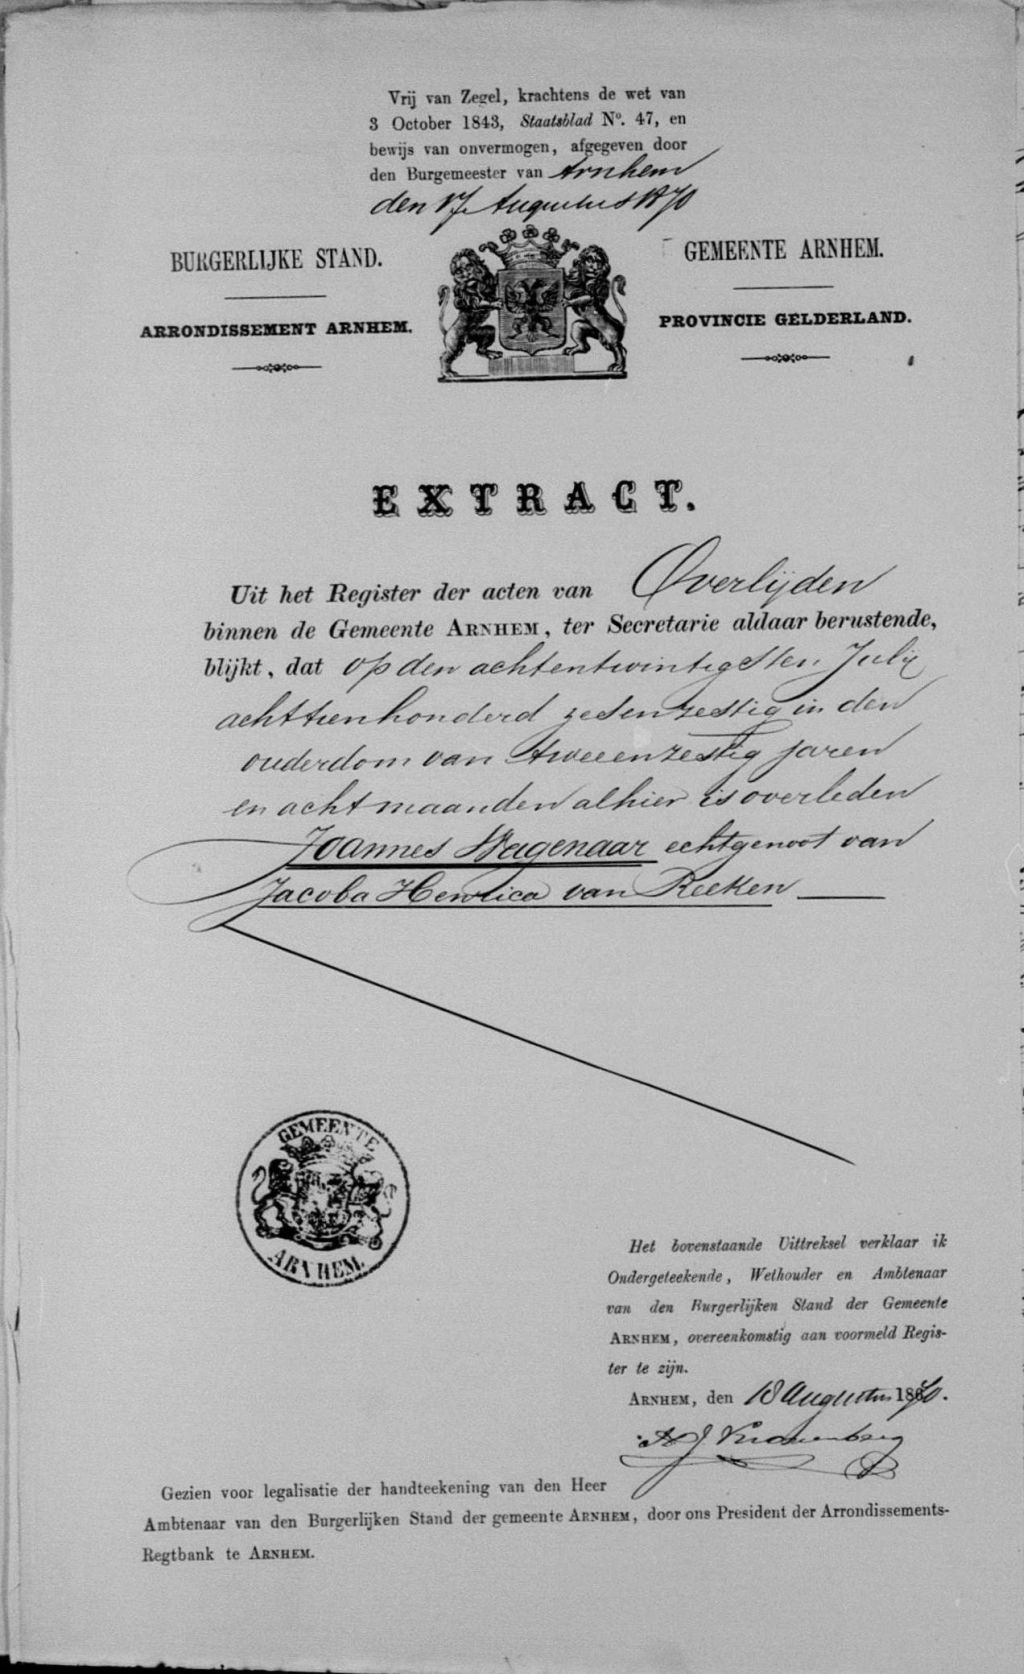 Vrij van Zegel, krachtens de wet van
3 October 1843, Staatsblad Nº. 47, en
bewijs van onvermogen, afgegeven door
den Burgemeester van Arnhem
den 17e Augustus 1870
BURGERLIJKE STAND.
GEMEENTE ARNHEM.
ARRONDISSEMENT ARNHEM.
PROVINCIE GELDERLAND.
EXTRACT.
Uit het Register der acten van Overlijden
binnen de Gemeente ARNHEM, ter Secretarie aldaar berustende,
blijkt, dat op den achtentwintigsten Julij
achttienhonderd zesenzestig in den
ouderdom van tweeenzestig jaren
en acht maanden alhier is overleden
Joannes Wagenaar echtgenoot van
Jacoba Henrica van Reeken
GEMEENTE
ARNHEM.
Het bovenstaande Uittreksel verklaar ik
Ondergeteekende, Wethouder en Ambtenaar
van den Burgerlijken Stand der Gemeente
ARNHEM, overeenkomstig aan voormeld Regis-
ter te zijn.
ARNHEM, den 18 Augustus 1870.
Kronenberg
Gezien voor legalisatie der handteekening van den Heer
Ambtenaar van den Burgerlijken Stand der gemeente ARNHEM, door ons President der Arrondissements-
Regtbank te ARNHEM.